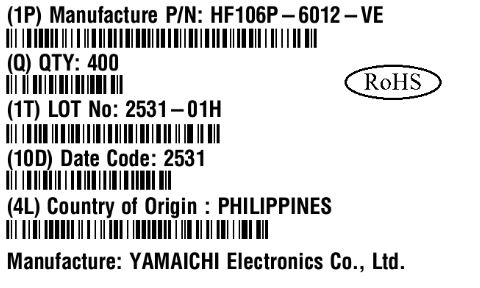 (1P) Manufacture P/N: HF106P-6012-VE
(Q) QTY: 400
RoHS
(1T) LOT No: 2531-01H
(10D) Date Code: 2531
(4L) Country of Origin : PHILIPPINES
Manufacture: YAMAICHI Electronics Co., Ltd.